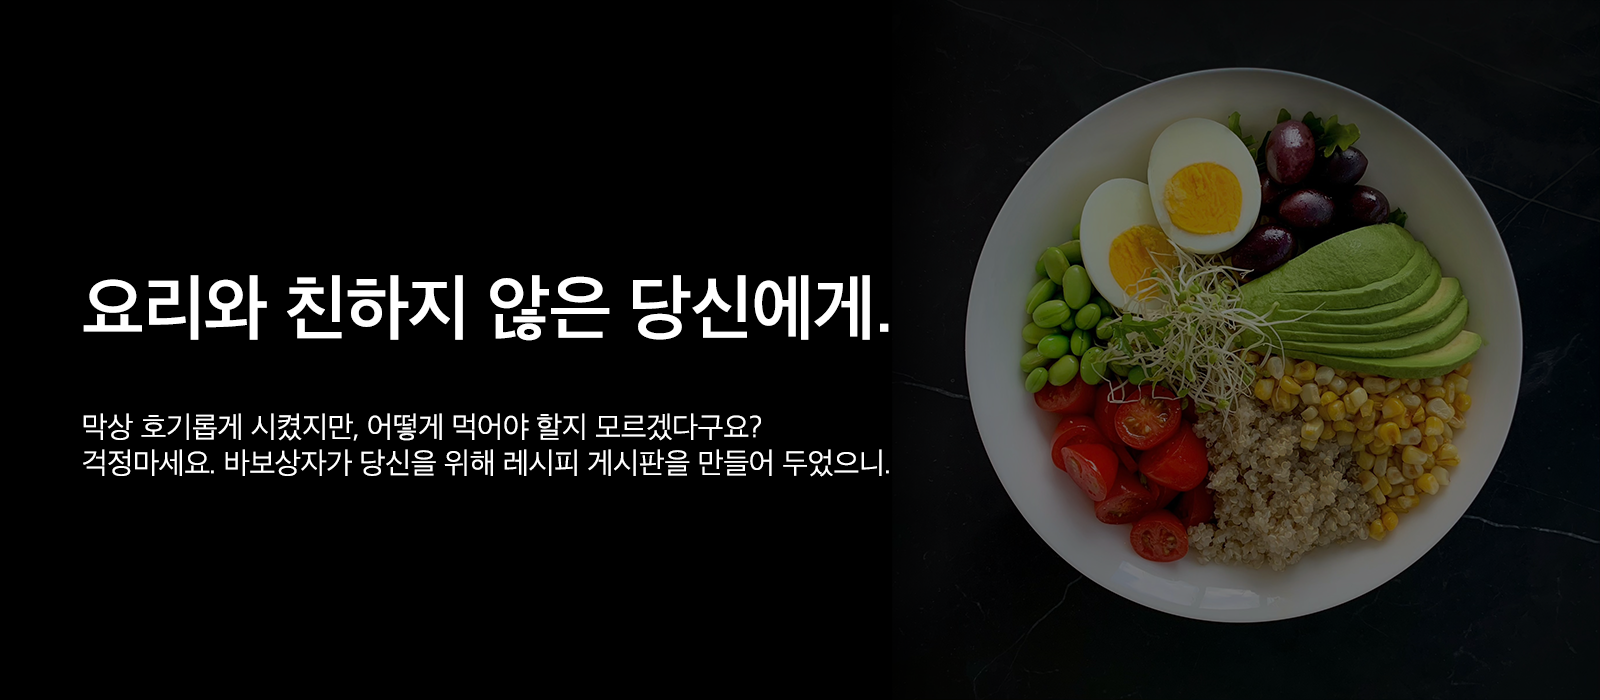 요리와 친하지 않은 당신에게.
막상 호기롭게 시켰지만, 어떻게 먹어야 할지 모르겠다구요?
걱정마세요. 바보상자가 당신을 위해 레시피 게시판을 만들어 두었으니.